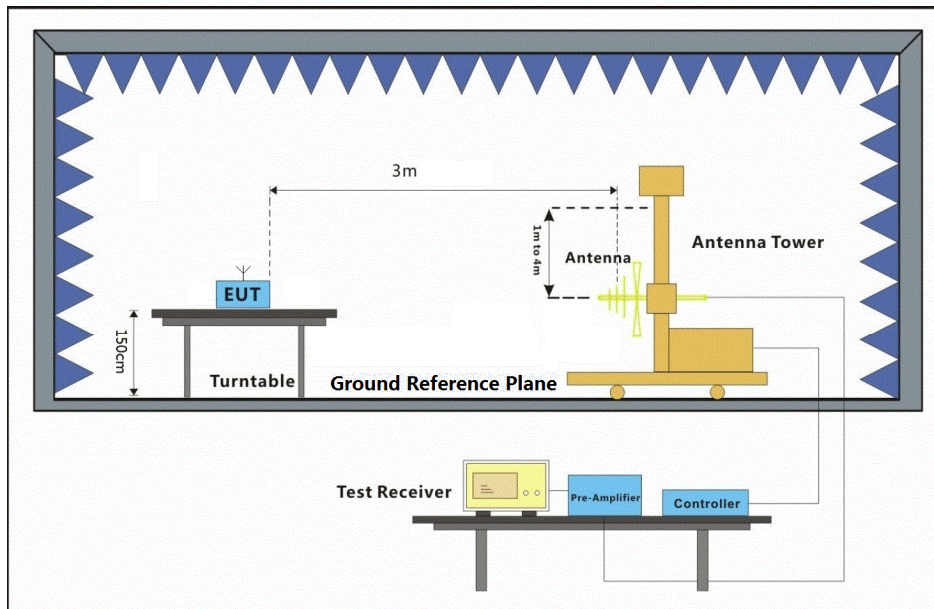 3m
1m to 4m
Antenna
Antenna Tower
EUT
150cm
Turntable
Ground Reference Plane
Test Receiver
Pre-Amplifier
Controller